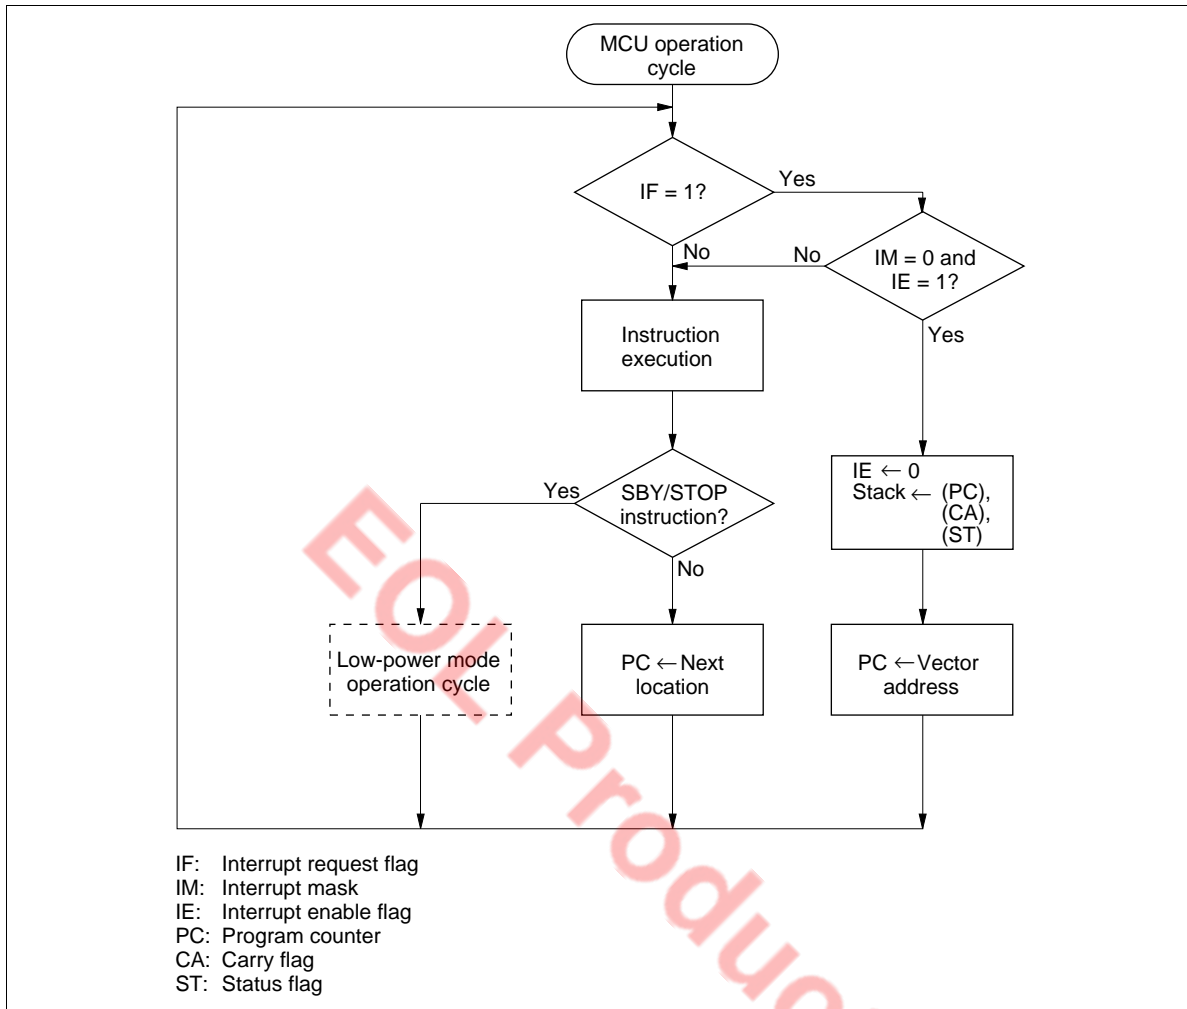 MCU operation
cycle
IF = 1?
Yes
No
No
IM = 0 and
IE = 1?
Yes
Instruction
execution
Yes
SBY/STOP
instruction?
No
IE ← 0
Stack ← (PC),
(CA),
(ST)
Low-power mode
operation cycle
PC ← Next
location
PC ← Vector
address
IF: Interrupt request flag
IM: Interrupt mask
IE: Interrupt enable flag
PC: Program counter
CA: Carry flag
ST: Status flag
EOL Produc